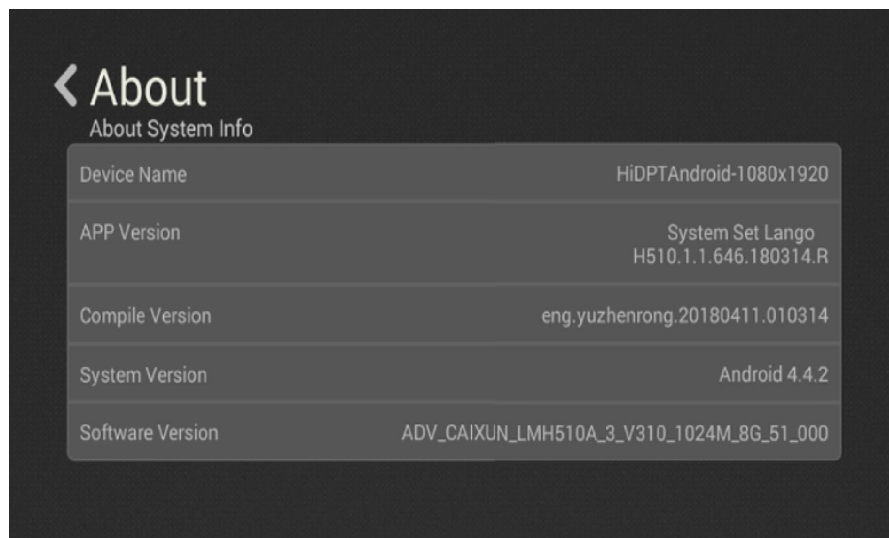 About
About System Info
Device Name HiDPTAndroid-1080x1920
APP Version System Set Lango
H510.1.1.646.180314.R
Compile Version eng.yuzhenrong.20180411.010314
System Version Android 4.4.2
Software Version ADV_CAIXUN_LMH510A_3_V310_1024M_8G_51_000